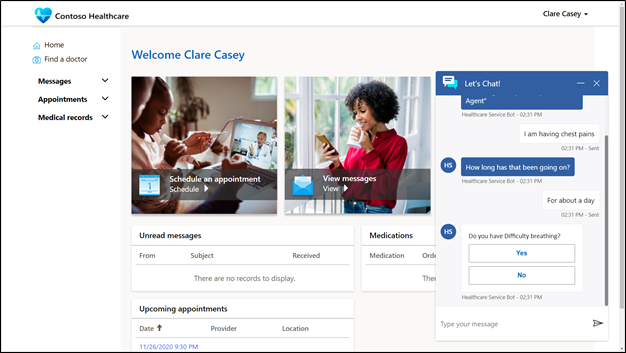 Contoso Healthcare
Clare Casey
Home
Find a doctor
Messages
Appointments
Medical records
Welcome Clare Casey
Schedule an appointment
Schedule
1
View messages
View
Unread messages
From Subject Received
There are no records to display.
Medications
Medication
Upcoming appointments
Date Provider Location
11/26/2020 9:30 PM
Let's Chat!
Agent"
Healthcare Service Bot - 02:31 PM
I am having chest pains
02:31 PM - Sent
HS
How long has that been going on?
Healthcare Service Bot - 02:31 PM
For about a day
02:31 PM - Sent
HS
Do you have Difficulty breathing?
Yes
No
Healthcare Service Bot - 02:31 PM
Type your message